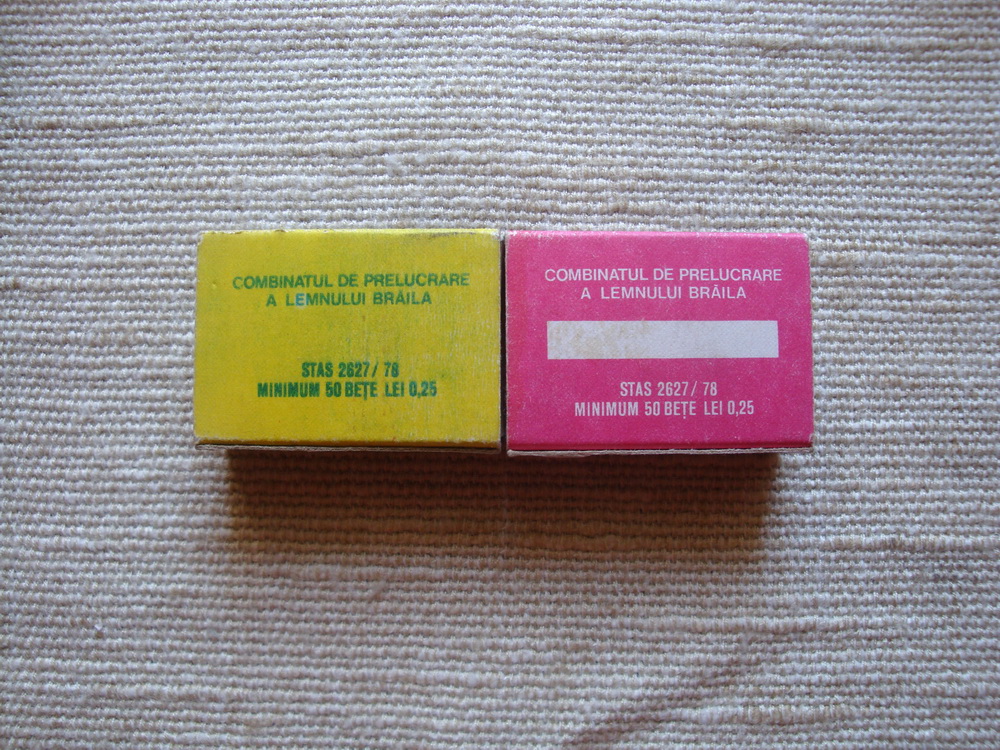 COMBINATUL DE PRELUCRARE
A LEMNULUI BRĂILA
STAS 2627/ 78
MINIMUM 50 BEȚE LEI 0,25
COMBINATUL DE PRELUCRARE
A LEMNULUI BRĂILA
STAS 2627/ 78
MINIMUM 50 BEȚE LEI 0,25